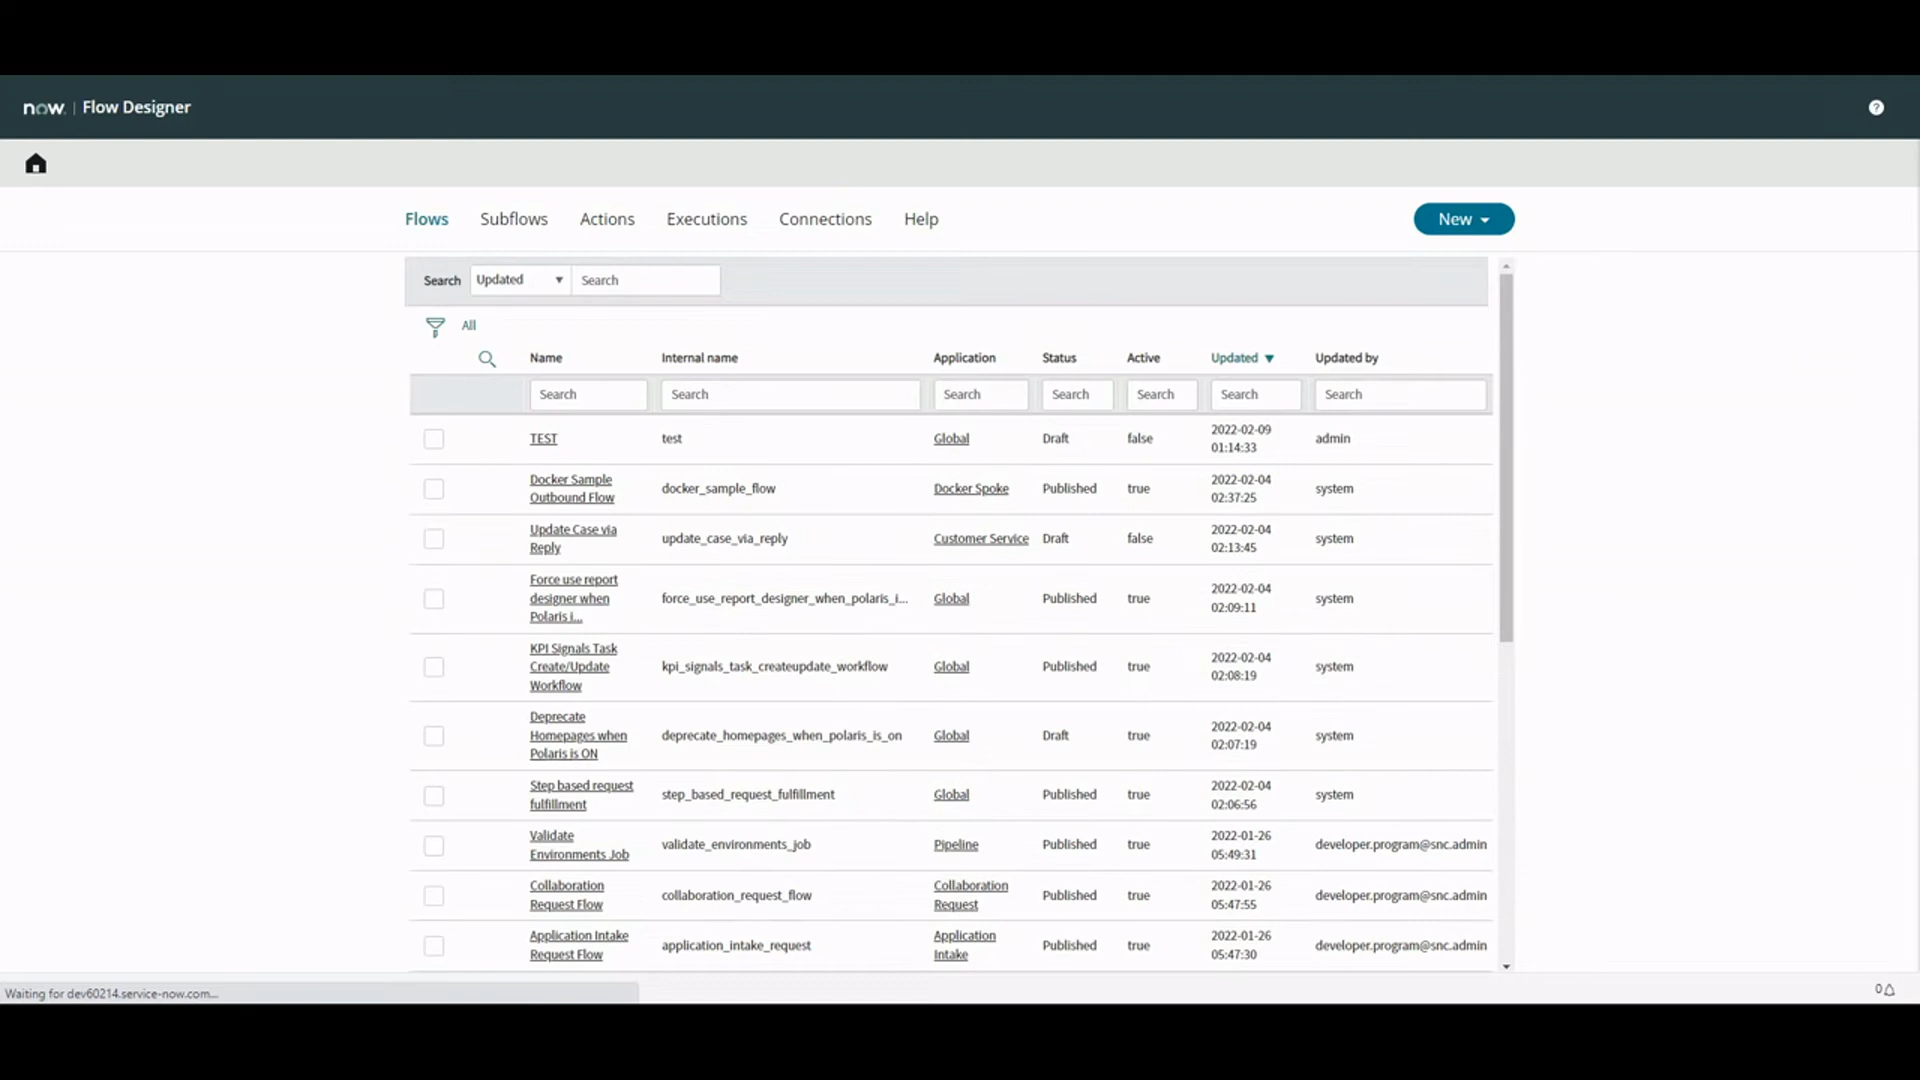 now. | Flow Designer
Flows Subflows Actions Executions Connections Help New
Search Updated Search
All
Name Internal name Application Status Active Updated Updated by
Search Search Search Search Search Search Search
TEST test Global Draft false 2022-02-09 01:14:33 admin
Docker Sample Outbound Flow docker_sample_flow Docker Spoke Published true 2022-02-04 02:37:25 system
Update Case via Reply update_case_via_reply Customer Service Draft false 2022-02-04 02:13:45 system
Force use report designer when Polaris i... force_use_report_designer_when_polaris_i... Global Published true 2022-02-04 02:09:11 system
KPI Signals Task Create/Update Workflow kpi_signals_task_createupdate_workflow Global Published true 2022-02-04 02:08:19 system
Deprecate Homepages when Polaris is ON deprecate_homepages_when_polaris_is_on Global Draft true 2022-02-04 02:07:19 system
Step based request fulfillment step_based_request_fulfillment Global Published true 2022-02-04 02:06:56 system
Validate Environments Job validate_environments_job Pipeline Published true 2022-01-26 05:49:31 developer.program@snc.admin
Collaboration Request Flow collaboration_request_flow Collaboration Request Published true 2022-01-26 05:47:55 developer.program@snc.admin
Application Intake Request Flow application_intake_request Application Intake Published true 2022-01-26 05:47:30 developer.program@snc.admin
Waiting for dev60214.service-now.com... 0